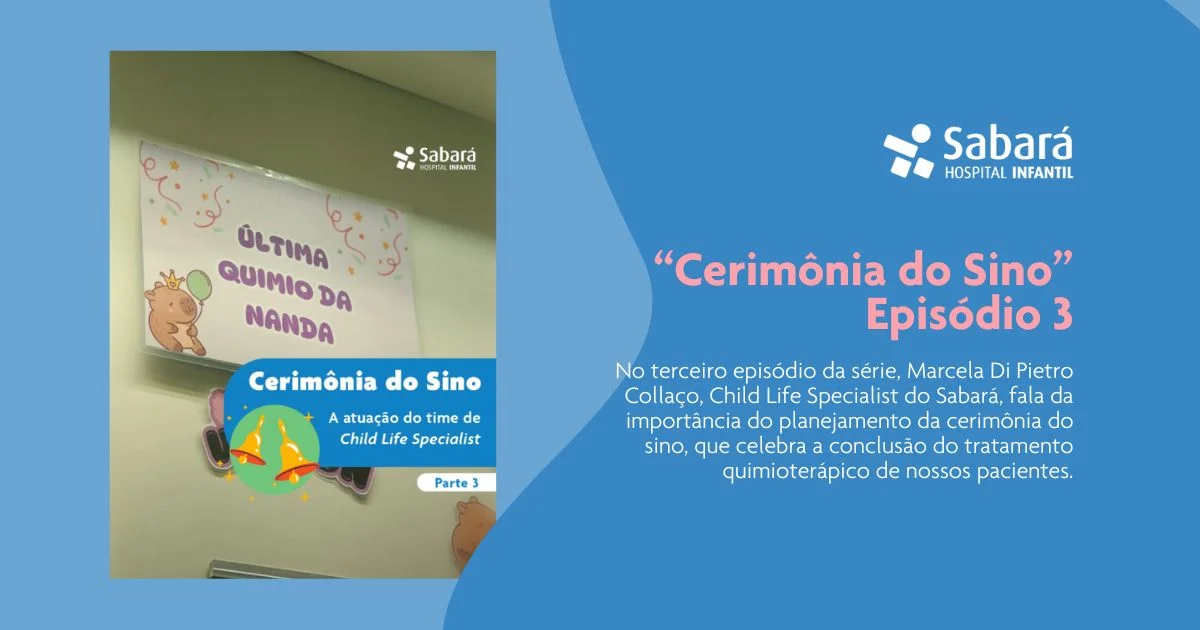 Sabará
HOSPITAL INFANTIL
ÚLTIMA
QUIMIO DA
NANDA
Cerimônia do Sino
A atuação do time de
Child Life Specialist
Parte 3
Sabará
HOSPITAL INFANTIL
“Cerimônia do Sino”
Episódio 3
No terceiro episódio da série, Marcela Di Pietro
Collaço, Child Life Specialist do Sabará, fala da
importância do planejamento da cerimônia do
sino, que celebra a conclusão do tratamento
quimioterápico de nossos pacientes.